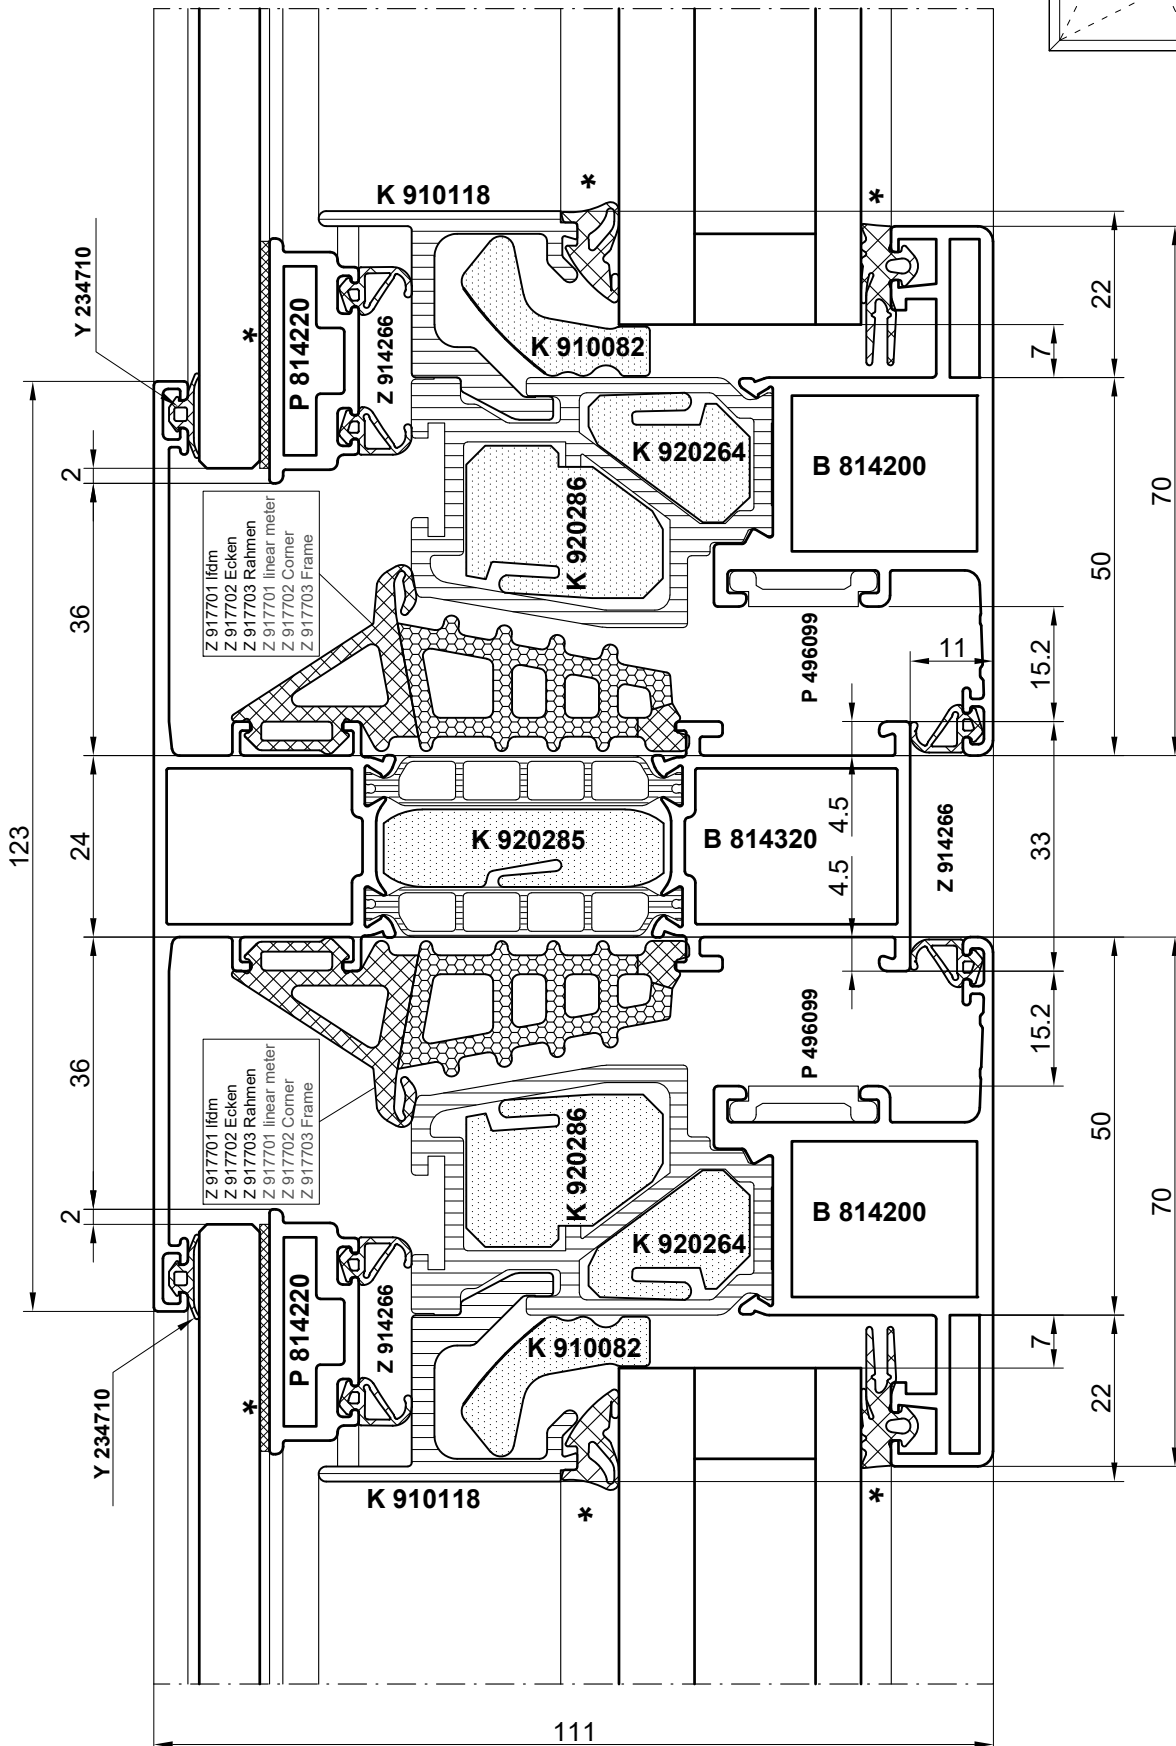 K 910118
*
*
Y 234710
*
P 814220
Z 914266
K 910082
22
7
K 920264
B 814200
2
70
K 920286
50
Z 917701 lfdm
Z 917702 Ecken
Z 917703 Rahmen
Z 917701 linear meter
Z 917702 Corner
Z 917703 Frame
36
P 496099
11
15.2
123
24
K 920285
B 814320
4.5
4.5
Z 914266
33
36
Z 917701 lfdm
Z 917702 Ecken
Z 917703 Rahmen
Z 917701 linear meter
Z 917702 Corner
Z 917703 Frame
P 496099
15.2
K 920286
50
2
B 814200
70
K 920264
P 814220
Z 914266
K 910082
7
22
*
Y 234710
K 910118
*
*
111